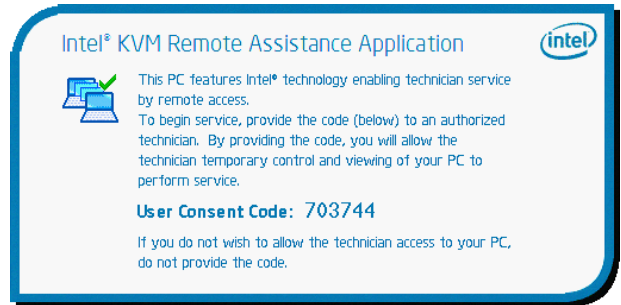 Intel® KVM Remote Assistance Application
intel
This PC features Intel® technology enabling technician service
by remote access.
To begin service, provide the code (below) to an authorized
technician. By providing the code, you will allow the
technician temporary control and viewing of your PC to
perform service.
User Consent Code: 703744
If you do not wish to allow the technician access to your PC,
do not provide the code.